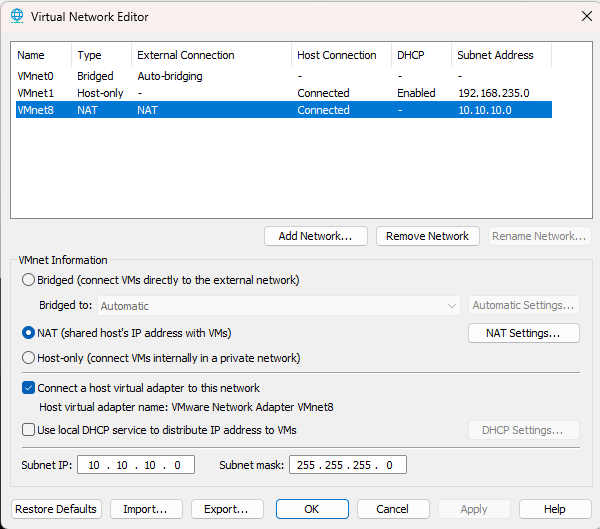 Virtual Network Editor
Name Type External Connection Host Connection DHCP Subnet Address
VMnet0 Bridged Auto-bridging - - -
VMnet1 Host-only - Connected Enabled 192.168.235.0
VMnet8 NAT NAT Connected - 10.10.10.0
Add Network... Remove Network Rename Network...
VMnet Information
Bridged (connect VMs directly to the external network)
Bridged to: Automatic Automatic Settings...
NAT (shared host's IP address with VMs) NAT Settings...
Host-only (connect VMs internally in a private network)
Connect a host virtual adapter to this network
Host virtual adapter name: VMware Network Adapter VMnet8
Use local DHCP service to distribute IP address to VMs DHCP Settings...
Subnet IP: 10 . 10 . 10 . 0 Subnet mask: 255 . 255 . 255 . 0
Restore Defaults Import... Export... OK Cancel Apply Help